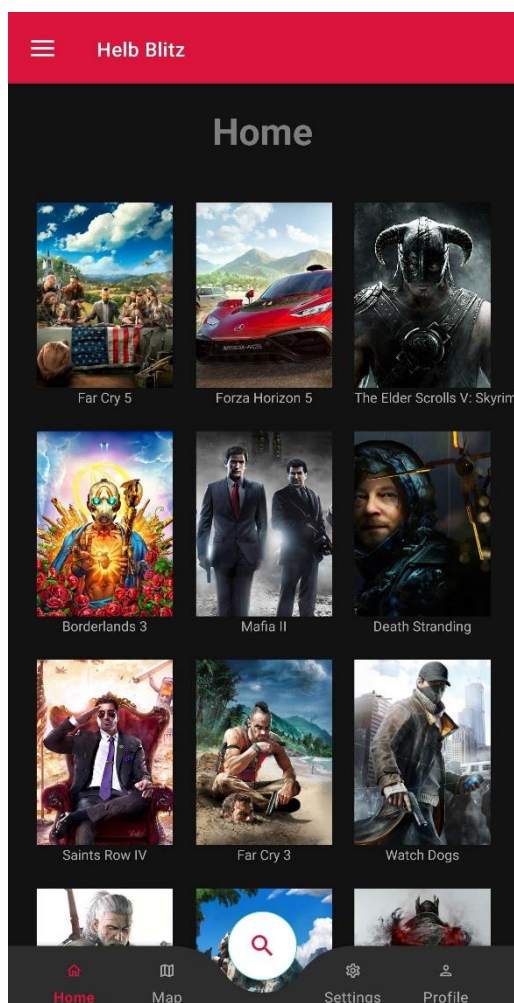 Helb Blitz
Home
Far Cry 5
Forza Horizon 5
The Elder Scrolls V: Skyrim
Borderlands 3
Mafia II
Death Stranding
Saints Row IV
Far Cry 3
Watch Dogs
Home
Map
Settings
Profile